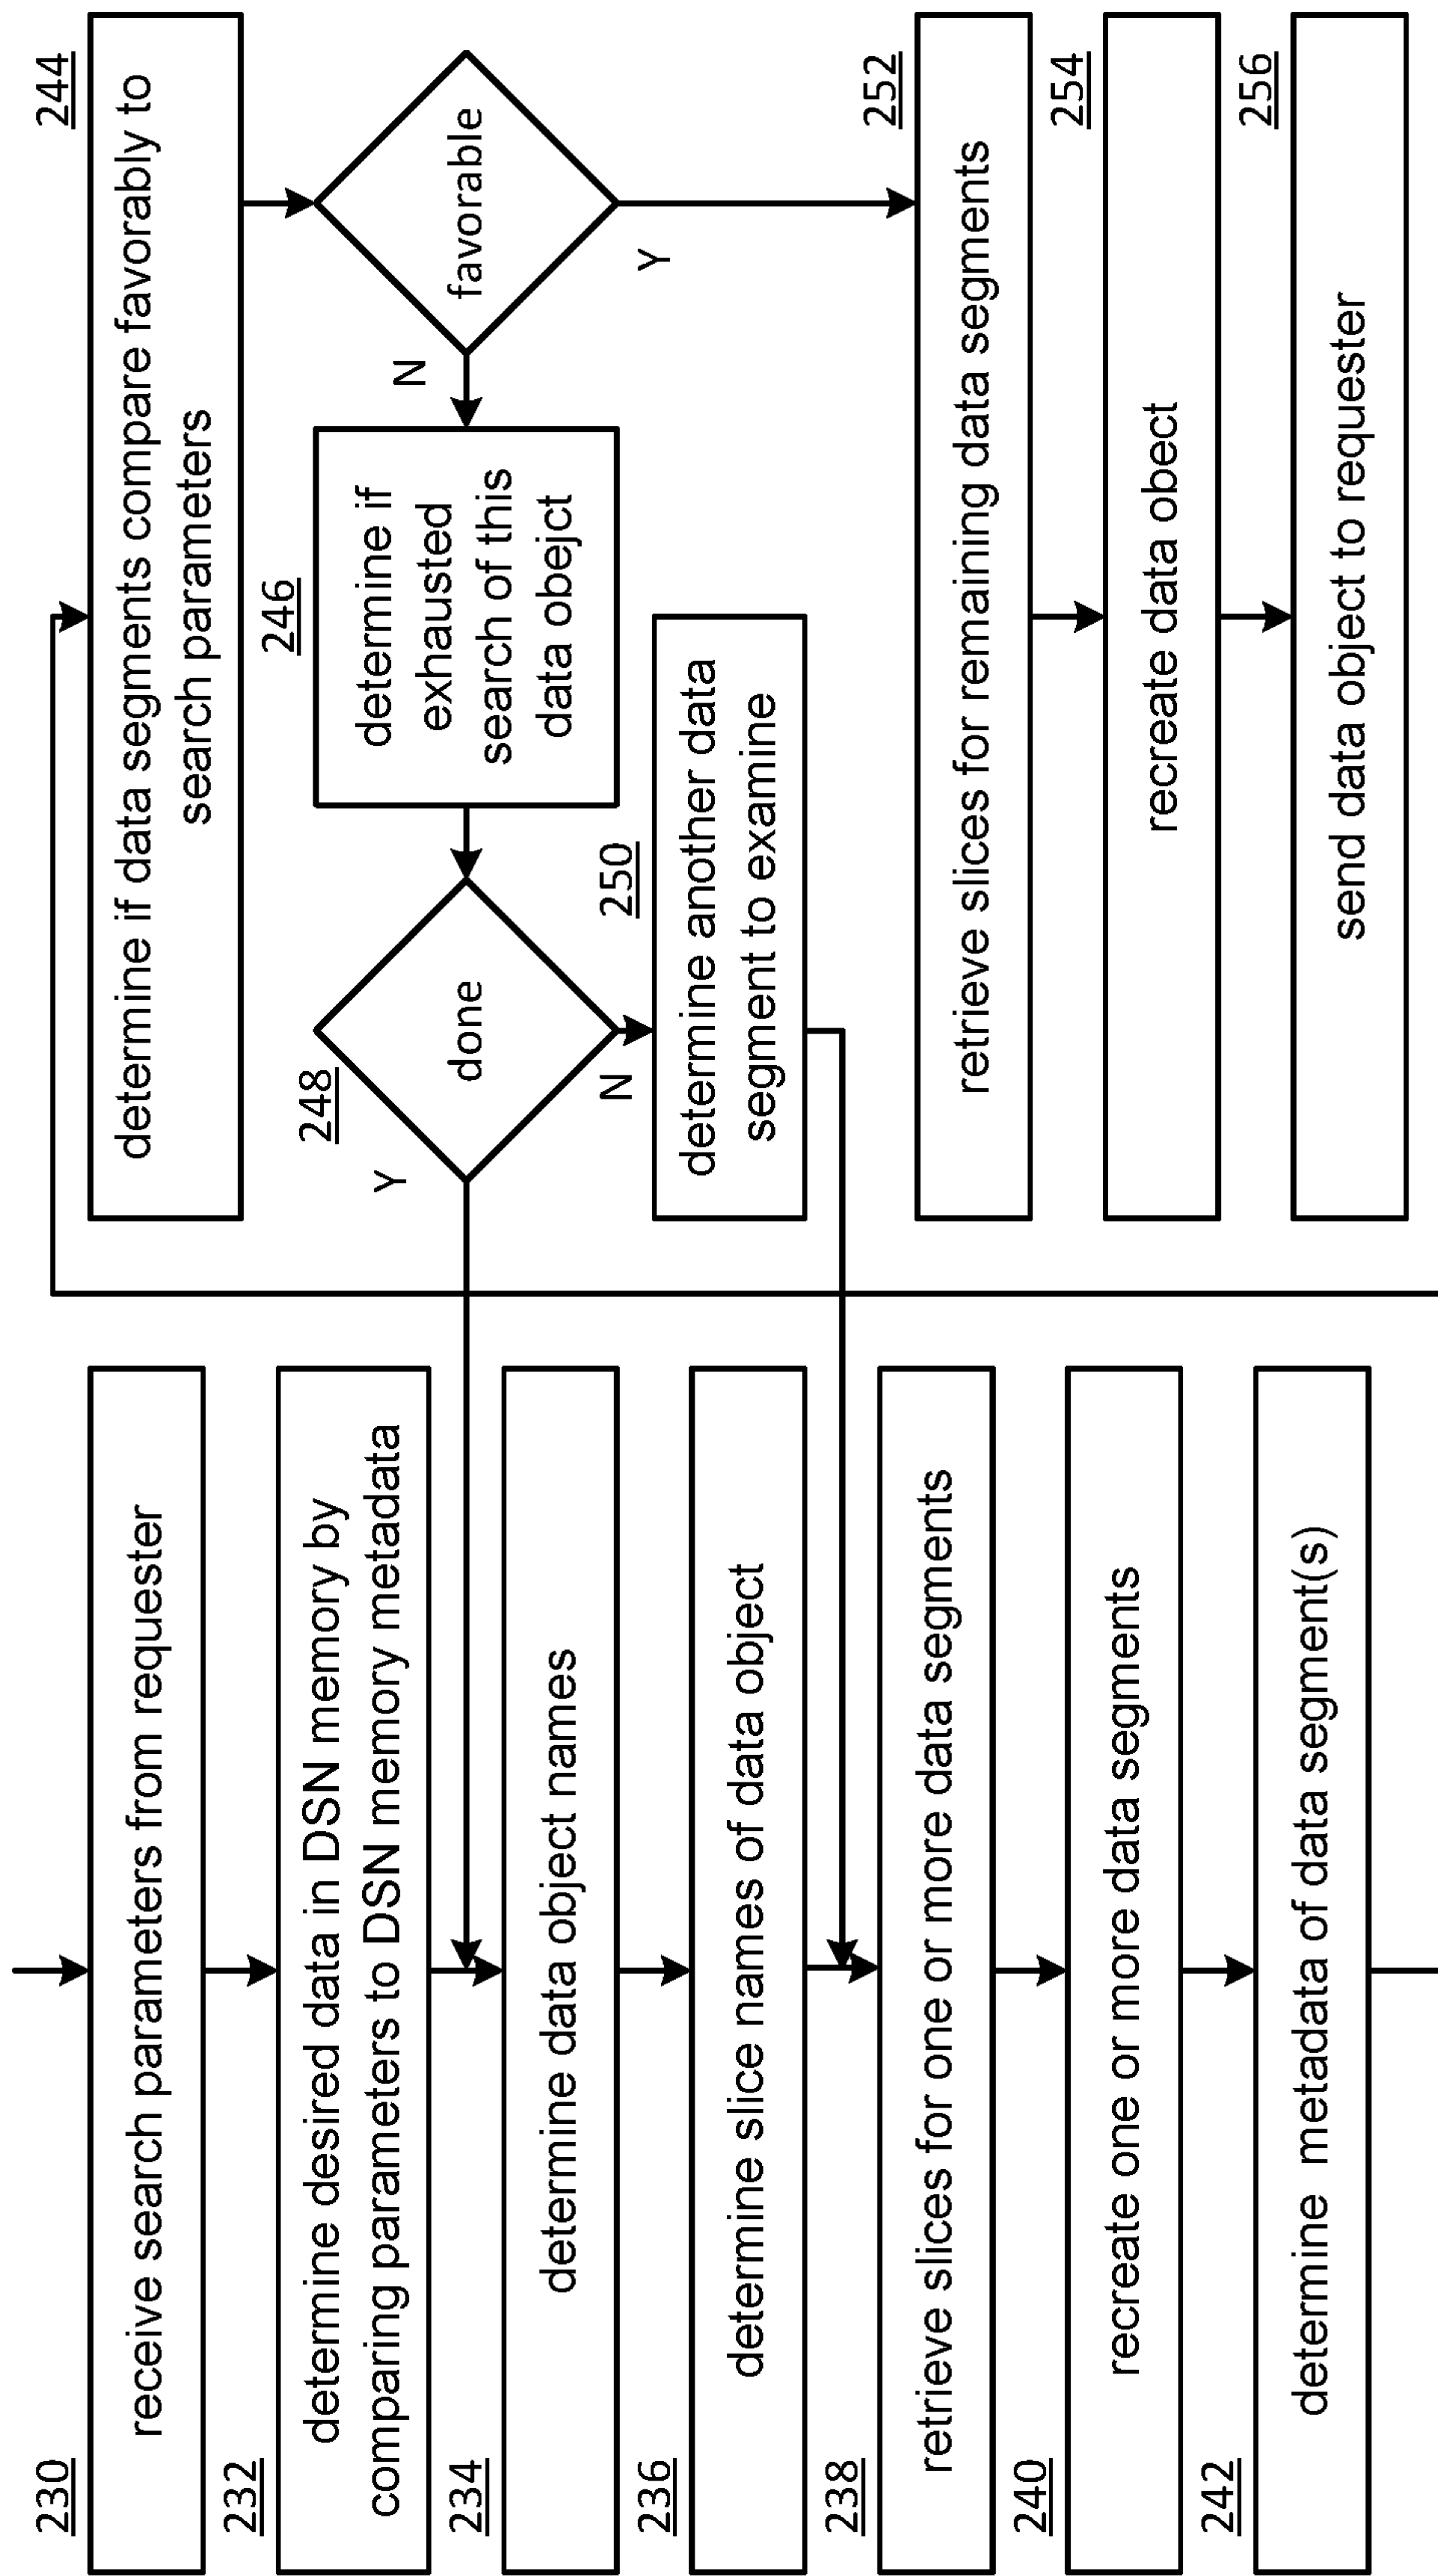 230
receive search parameters from requester
232
determine desired data in DSN memory by
comparing parameters to DSN memory metadata
234
determine data object names
236
determine slice names of data object
238
retrieve slices for one or more data segments
240
recreate one or more data segments
242
determine metadata of data segment(s)
244
determine if data segments compare favorably to
search parameters
favorable
N
Y
246
determine if
exhausted
search of this
data obejct
248
done
Y
N
250
determine another data
segment to examine
252
retrieve slices for remaining data segments
254
recreate data obect
256
send data object to requester